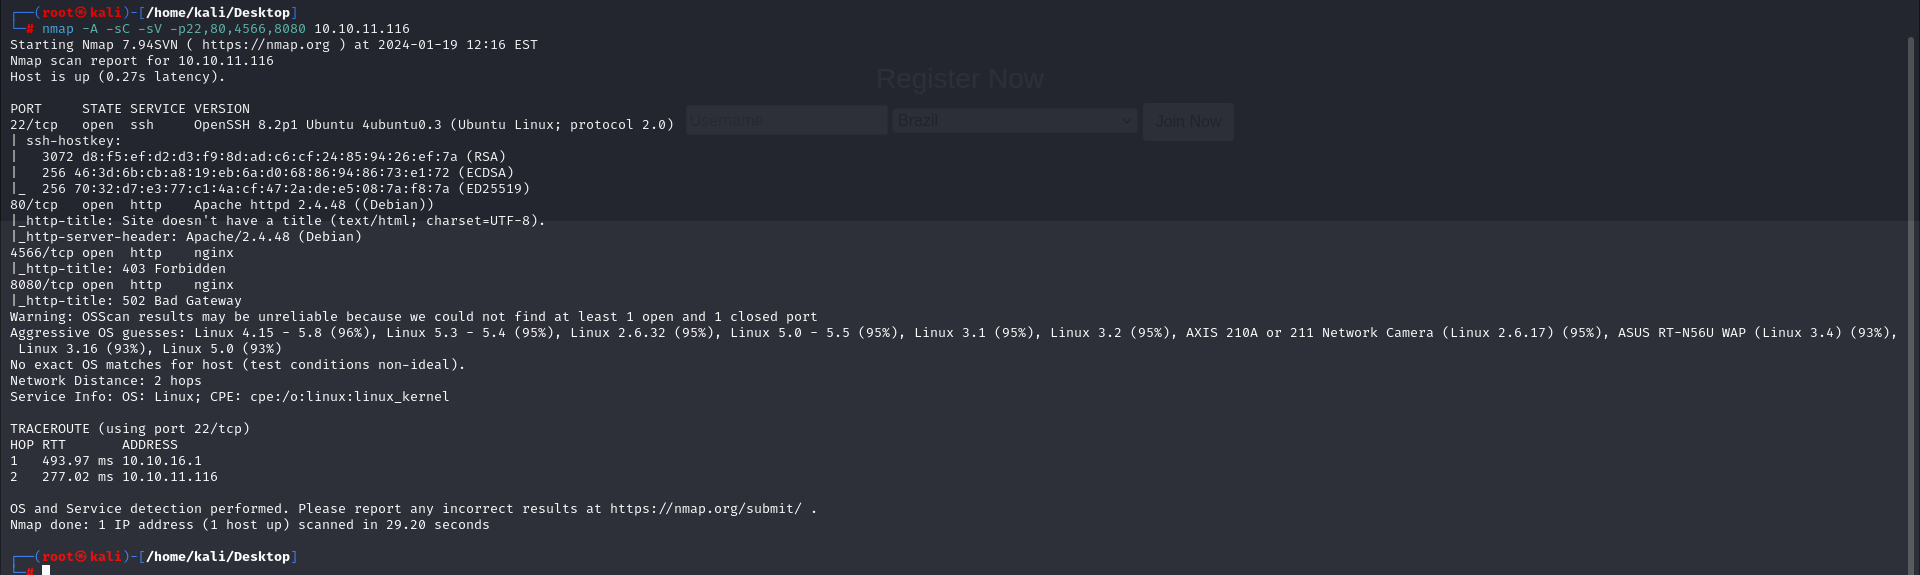 ┌──(root㉿kali)-[/home/kali/Desktop]
└─# nmap -A -sC -sV -p22,80,4566,8080 10.10.11.116
Starting Nmap 7.94SVN ( https://nmap.org ) at 2024-01-19 12:16 EST
Nmap scan report for 10.10.11.116
Host is up (0.27s latency).
Register Now
PORT     STATE SERVICE VERSION
22/tcp   open  ssh     OpenSSH 8.2p1 Ubuntu 4ubuntu0.3 (Ubuntu Linux; protocol 2.0)
Username Brazil Join Now
| ssh-hostkey:
|   3072 d8:f5:ef:d2:d3:f9:8d:ad:c6:cf:24:85:94:26:ef:7a (RSA)
|   256 46:3d:6b:cb:a8:19:eb:6a:d0:68:86:94:86:73:e1:72 (ECDSA)
|_  256 70:32:d7:e3:77:c1:4a:cf:47:2a:de:e5:08:7a:f8:7a (ED25519)
80/tcp   open  http    Apache httpd 2.4.48 ((Debian))
|_http-title: Site doesn't have a title (text/html; charset=UTF-8).
|_http-server-header: Apache/2.4.48 (Debian)
4566/tcp open  http    nginx
|_http-title: 403 Forbidden
8080/tcp open  http    nginx
|_http-title: 502 Bad Gateway
Warning: OSScan results may be unreliable because we could not find at least 1 open and 1 closed port
Aggressive OS guesses: Linux 4.15 - 5.8 (96%), Linux 5.3 - 5.4 (95%), Linux 2.6.32 (95%), Linux 5.0 - 5.5 (95%), Linux 3.1 (95%), Linux 3.2 (95%), AXIS 210A or 211 Network Camera (Linux 2.6.17) (95%), ASUS RT-N56U WAP (Linux 3.4) (93%),
 Linux 3.16 (93%), Linux 5.0 (93%)
No exact OS matches for host (test conditions non-ideal).
Network Distance: 2 hops
Service Info: OS: Linux; CPE: cpe:/o:linux:linux_kernel
TRACEROUTE (using port 22/tcp)
HOP RTT       ADDRESS
1   493.97 ms 10.10.16.1
2   277.02 ms 10.10.11.116
OS and Service detection performed. Please report any incorrect results at https://nmap.org/submit/ .
Nmap done: 1 IP address (1 host up) scanned in 29.20 seconds
┌──(root㉿kali)-[/home/kali/Desktop]
└─#